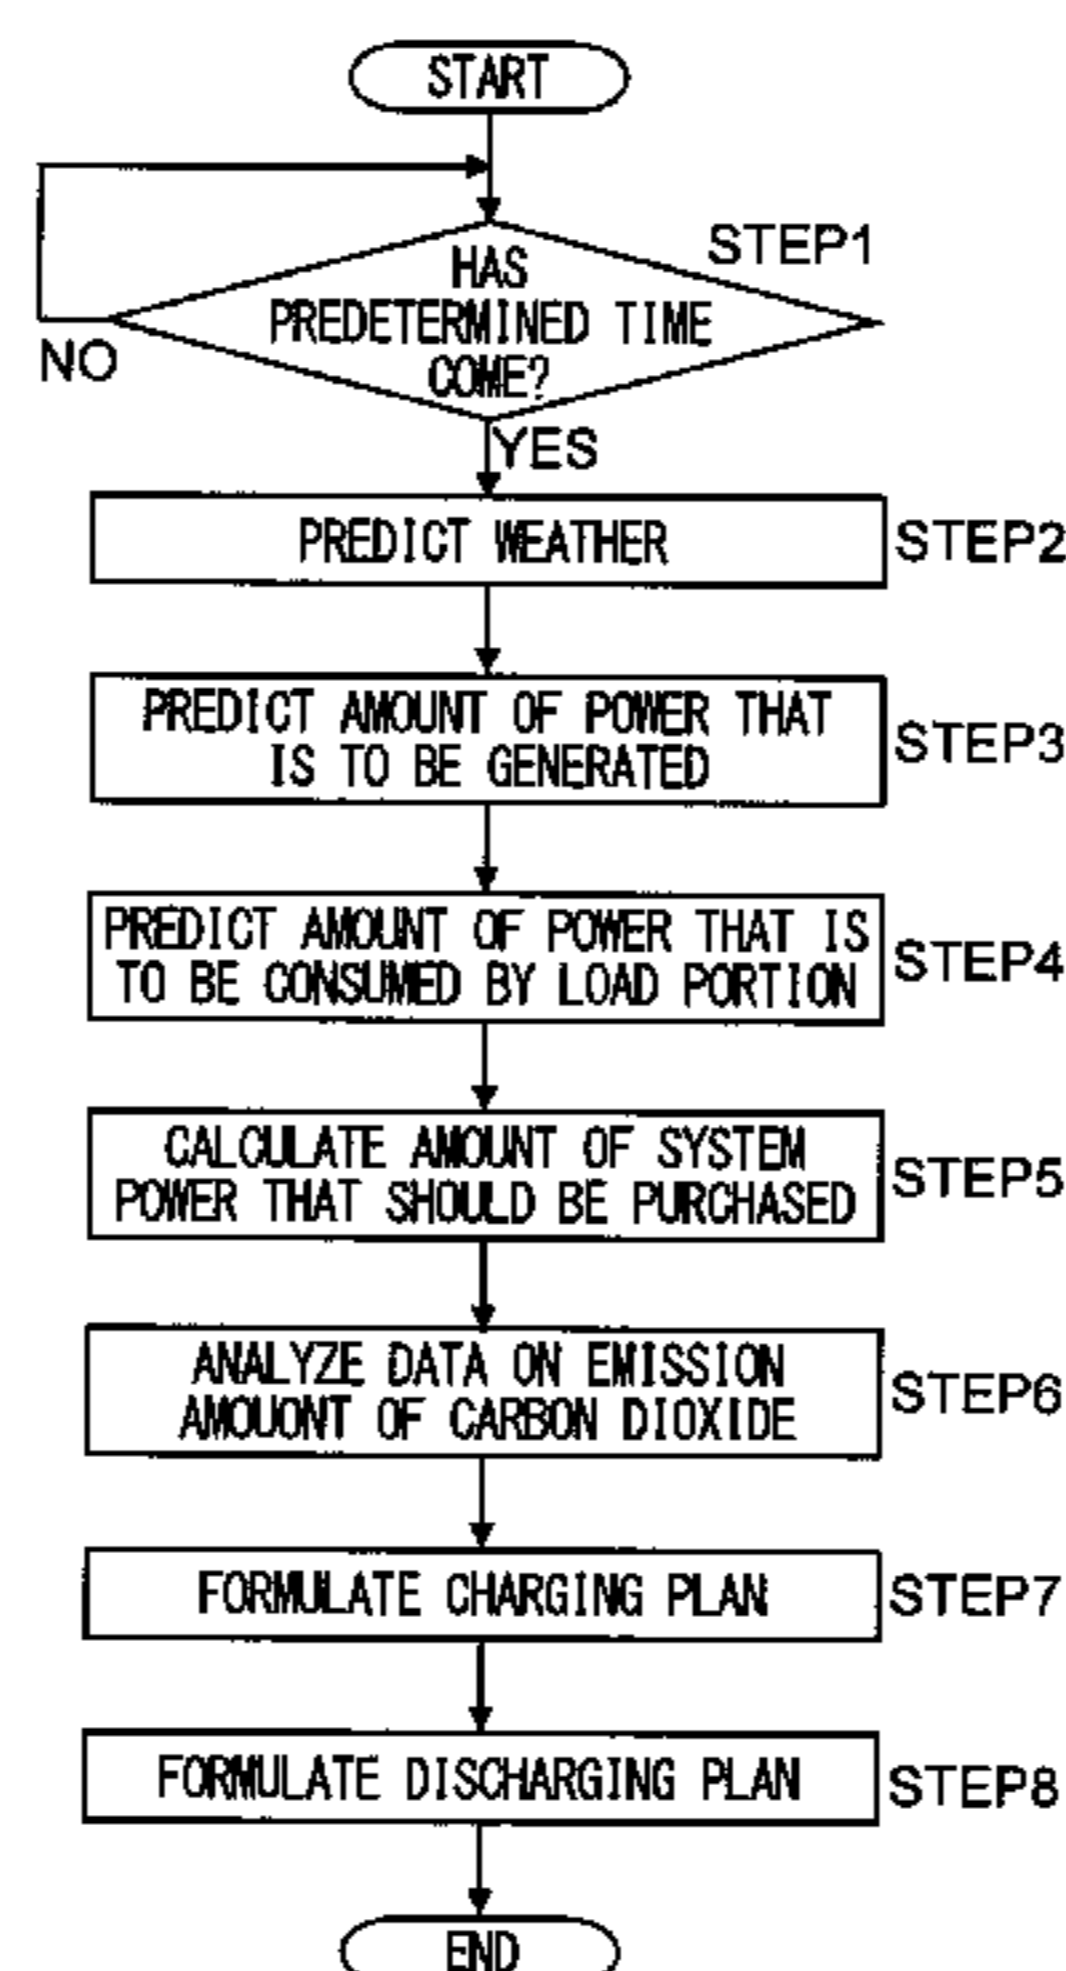 START
STEP1
HAS
PREDETERMINED TIME
COME?
NO
YES
PREDICT WEATHER
STEP2
PREDICT AMOUNT OF POWER THAT
IS TO BE GENERATED
STEP3
PREDICT AMOUNT OF POWER THAT IS
TO BE CONSUMED BY LOAD PORTION
STEP4
CALCULATE AMOUNT OF SYSTEM
POWER THAT SHOULD BE PURCHASED
STEP5
ANALYZE DATA ON EMISSION
AMOUONT OF CARBON DIOXIDE
STEP6
FORMULATE CHARGING PLAN
STEP7
FORMULATE DISCHARGING PLAN
STEP8
END